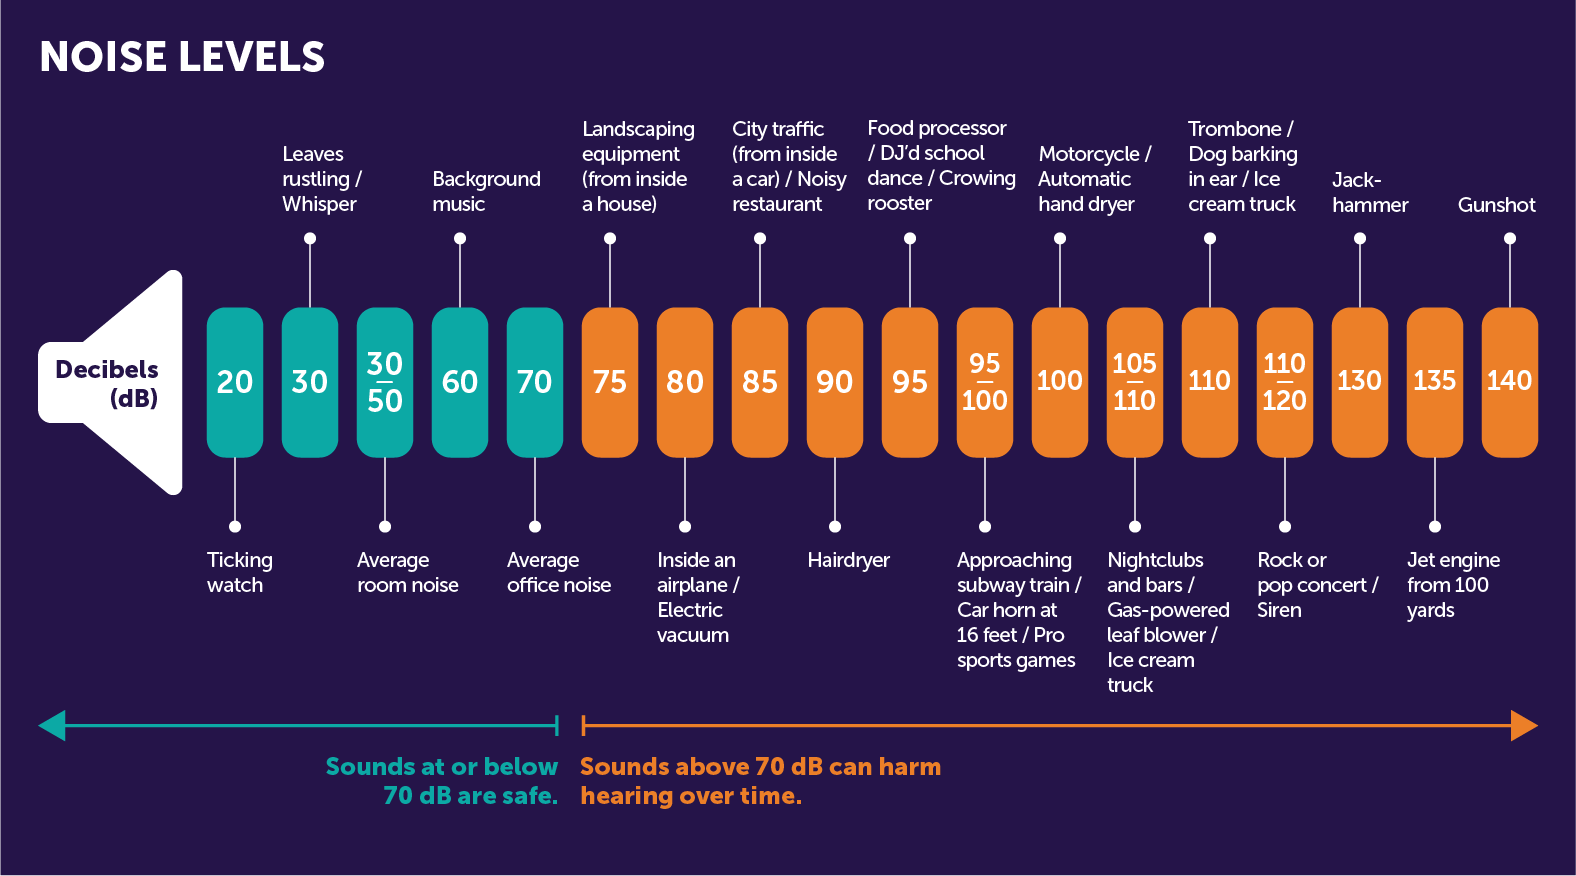 NOISE LEVELS
Leaves
rustling /
Whisper
Background
music
Landscaping
equipment
(from inside
a house)
City traffic
(from inside
a car) / Noisy
restaurant
Food processor
/ DJ’d school
dance / Crowing
rooster
Motorcycle /
Automatic
hand dryer
Trombone /
Dog barking
in ear / Ice
cream truck
Jack-
hammer
Gunshot
Decibels
(dB)
20
30
30
50
60
70
75
80
85
90
95
95
100
100
105
110
110
110
120
130
135
140
Ticking
watch
Average
room noise
Average
office noise
Inside an
airplane /
Electric
vacuum
Hairdryer
Approaching
subway train /
Car horn at
16 feet / Pro
sports games
Nightclubs
and bars /
Gas-powered
leaf blower /
Ice cream
truck
Rock or
pop concert /
Siren
Jet engine
from 100
yards
Sounds at or below
70 dB are safe.
Sounds above 70 dB can harm
hearing over time.